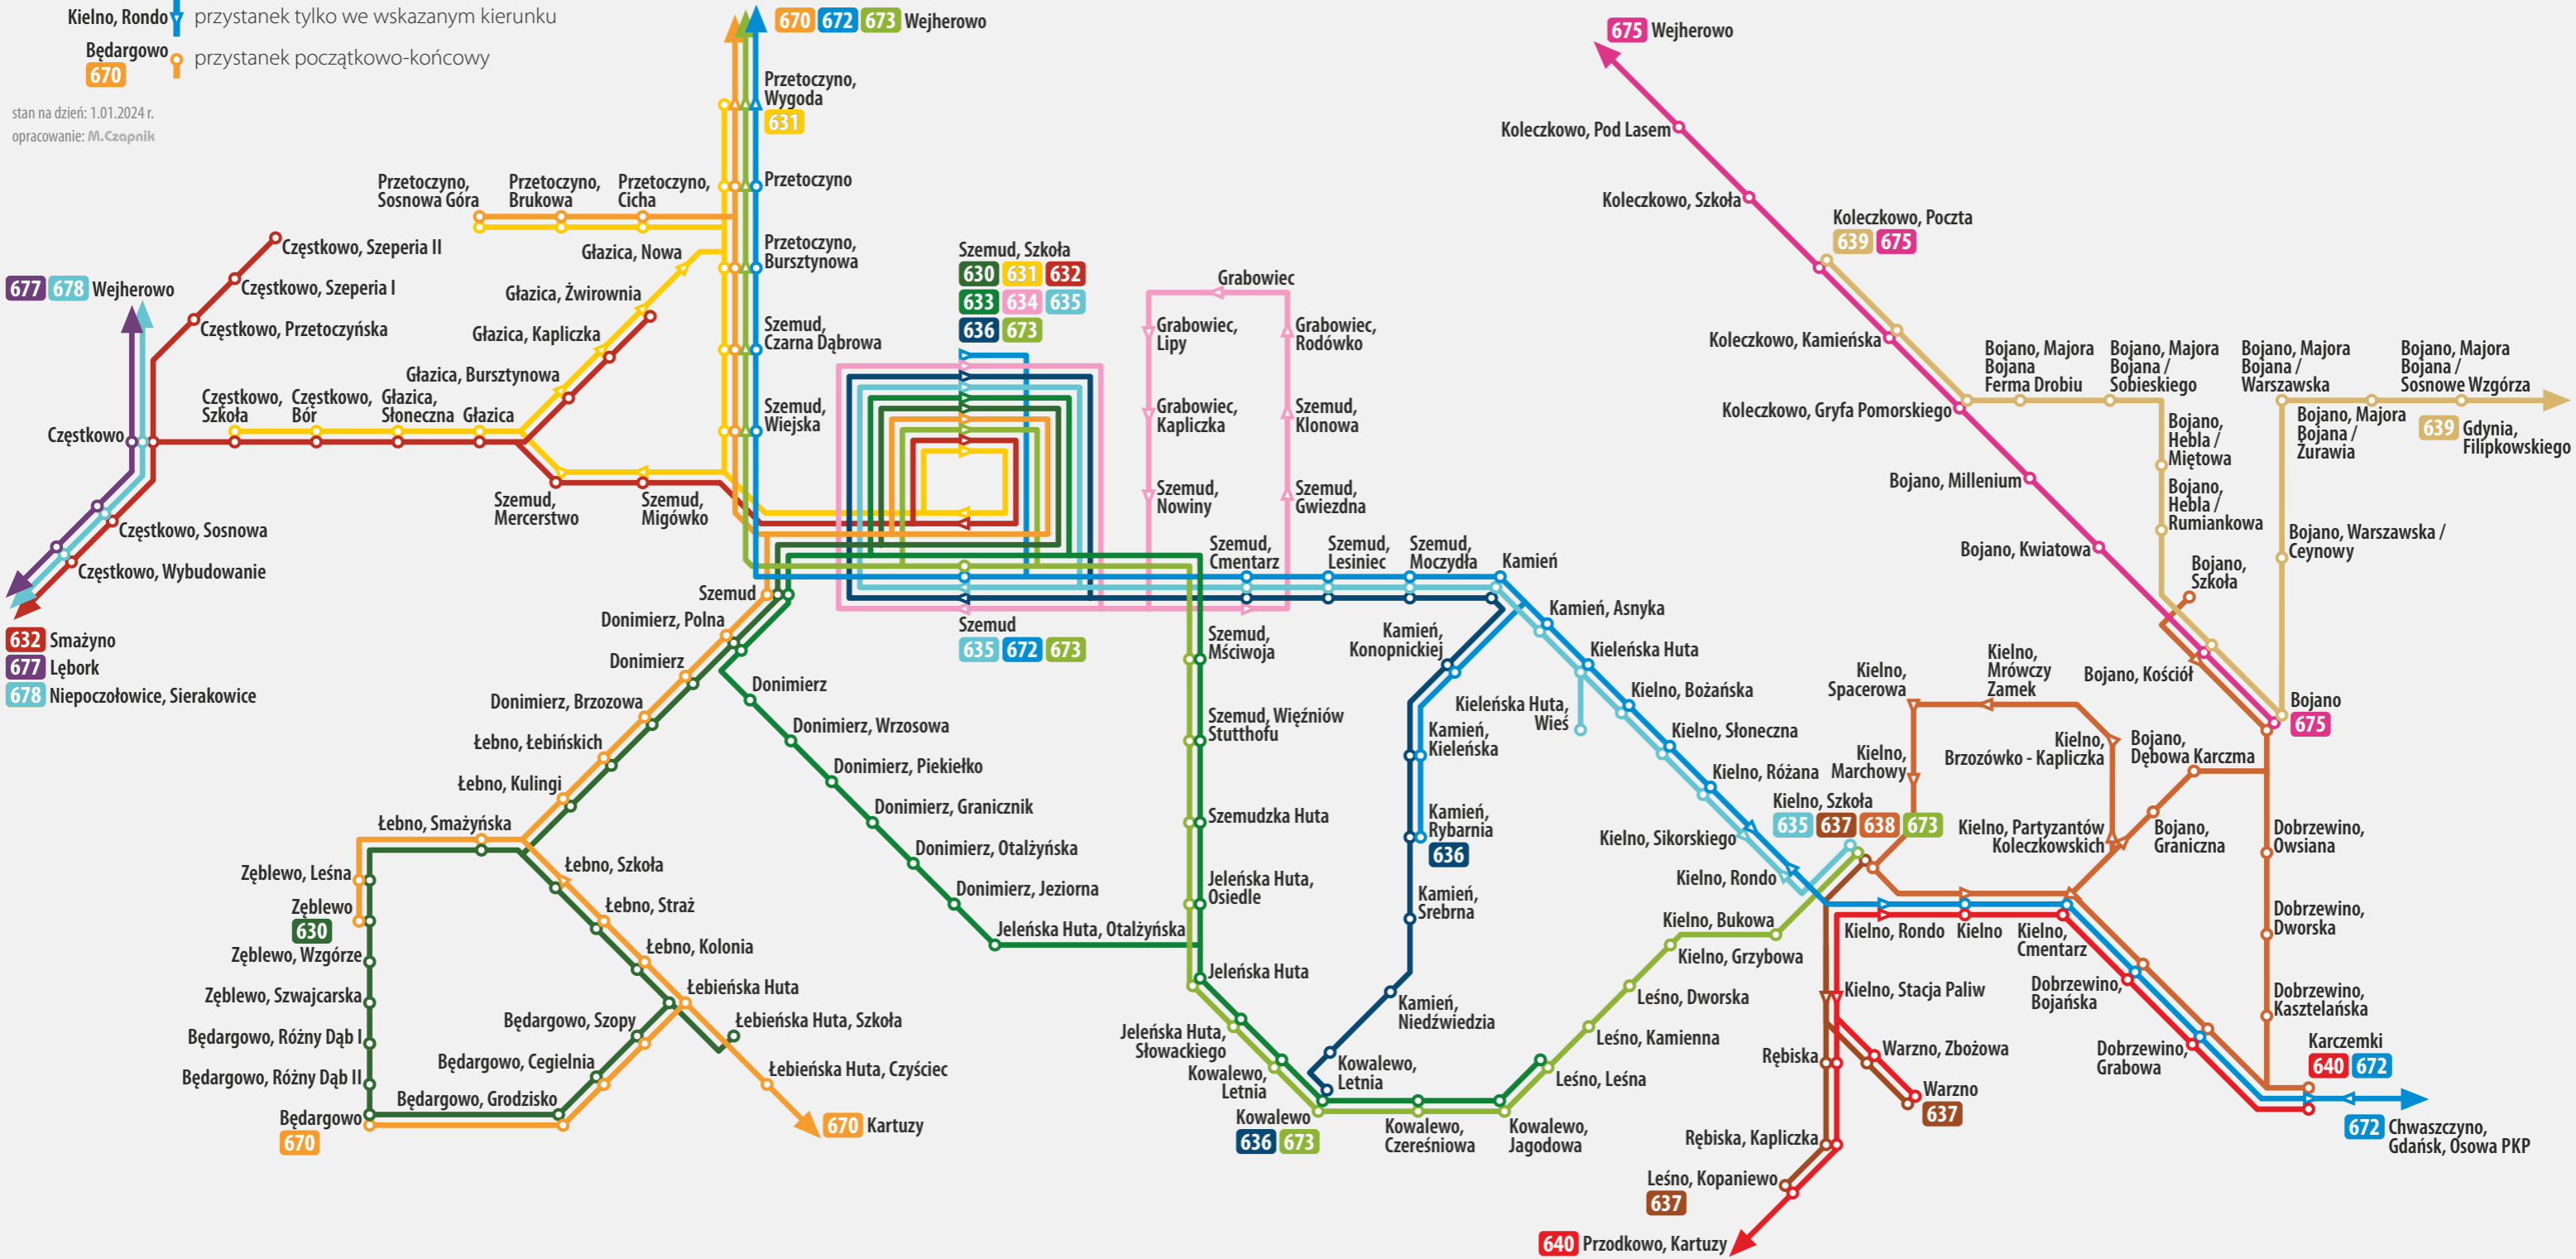 Kielno, Rondo
przystanek tylko we wskazanym kierunku
Będargowo
670
przystanek początkowo-końcowy
stan na dzień: 1.01.2024 r.
opracowanie: M.Czapnik
670 672 673 Wejherowo
Przetoczyno,
Wygoda
631
Przetoczyno
Przetoczyno,
Bursztynowa
Szemud,
Czarna Dąbrowa
Szemud,
Wiejska
Przetoczyno,
Sosnowa Góra
Przetoczyno,
Brukowa
Przetoczyno,
Cicha
Głazica, Nowa
Głazica, Żwirownia
Głazica, Kapliczka
Głazica, Bursztynowa
Częstkowo, Szeperia II
Częstkowo, Szeperia I
Częstkowo, Przetoczyńska
677 678 Wejherowo
Częstkowo
Częstkowo,
Szkoła
Częstkowo,
Bór
Głazica,
Słoneczna
Głazica
Szemud,
Mercerstwo
Szemud,
Migówko
Częstkowo, Sosnowa
Częstkowo, Wybudowanie
632 Smażyno
677 Lębork
678 Niepoczołowice, Sierakowice
Szemud, Szkoła
630 631 632
633 634 635
636 673
Szemud
635 672 673
Grabowiec
Grabowiec,
Lipy
Grabowiec,
Rodówko
Grabowiec,
Kapliczka
Szemud,
Klonowa
Szemud,
Nowiny
Szemud,
Gwiezdna
Szemud,
Cmentarz
Szemud,
Lesiniec
Szemud,
Moczydła
Kamień
Szemud
Donimierz, Polna
Donimierz
Donimierz, Brzozowa
Łebno, Łebińskich
Łebno, Kulingi
Łebno, Smażyńska
Zęblewo, Leśna
Zęblewo
630
Zęblewo, Wzgórze
Zęblewo, Szwajcarska
Będargowo, Różny Dąb I
Będargowo, Różny Dąb II
Będargowo
670
Będargowo, Grodzisko
Będargowo, Cegielnia
Będargowo, Szopy
Łebno, Szkoła
Łebno, Straż
Łebno, Kolonia
Łebieńska Huta
Łebieńska Huta, Szkoła
Łebieńska Huta, Czyściec
670 Kartuzy
Donimierz
Donimierz, Wrzosowa
Donimierz, Piekiełko
Donimierz, Granicznik
Donimierz, Otalżyńska
Donimierz, Jeziorna
Jeleńska Huta, Otalżyńska
Szemud,
Mściwoja
Szemud, Więźniów
Stutthofu
Szemudzka Huta
Jeleńska Huta,
Osiedle
Jeleńska Huta
Jeleńska Huta,
Słowackiego
Kowalewo,
Letnia
Kowalewo
636 673
Kowalewo,
Czereśniowa
Kowalewo,
Jagodowa
Kamień,
Konopnickiej
Kamień,
Kieleńska
Kamień,
Rybarnia
636
Kamień,
Srebrna
Kamień,
Niedźwiedzia
Kowalewo,
Letnia
Leśno, Leśna
Leśno, Kamienna
Leśno, Dworska
Kielno, Grzybowa
Kielno, Bukowa
Kamień, Asnyka
Kieleńska Huta
Kieleńska Huta,
Wieś
Kielno, Bożańska
Kielno, Słoneczna
Kielno, Różana
Kielno, Sikorskiego
Kielno, Rondo
Kielno, Szkoła
635 637 638 673
Kielno,
Marchowy
Kielno,
Spacerowa
Kielno,
Mrówczy
Zamek
Kielno,
Brzozówko - Kapliczka
Kielno, Partyzantów
Koleczkowskich
Bojano,
Dębowa Karczma
Bojano,
Graniczna
Kielno, Rondo
Kielno
Kielno,
Cmentarz
Kielno, Stacja Paliw
Rębiska
Warzno, Zbożowa
Warzno
637
Rębiska, Kapliczka
Leśno, Kopaniewo
637
640 Przodkowo, Kartuzy
Dobrzewino,
Bojańska
Dobrzewino,
Grabowa
Dobrzewino,
Owsiana
Dobrzewino,
Dworska
Dobrzewino,
Kasztelańska
Karczemki
640 672
672 Chwaszczyno,
Gdańsk, Osowa PKP
675 Wejherowo
Koleczkowo, Pod Lasem
Koleczkowo, Szkoła
Koleczkowo, Poczta
639 675
Koleczkowo, Kamieńska
Koleczkowo, Gryfa Pomorskiego
Bojano, Millenium
Bojano, Kwiatowa
Bojano, Majora
Bojana
Ferma Drobiu
Bojano, Majora
Bojana /
Sobieskiego
Bojano,
Hebla /
Miętowa
Bojano,
Hebla /
Rumiankowa
Bojano,
Szkoła
Bojano, Kościół
Bojano
675
Bojano, Warszawska /
Ceynowy
Bojano, Majora
Bojana /
Warszawska
Bojano, Majora
Bojana /
Żurawia
Bojano, Majora
Bojana /
Sosnowe Wzgórza
639 Gdynia,
Filipkowskiego